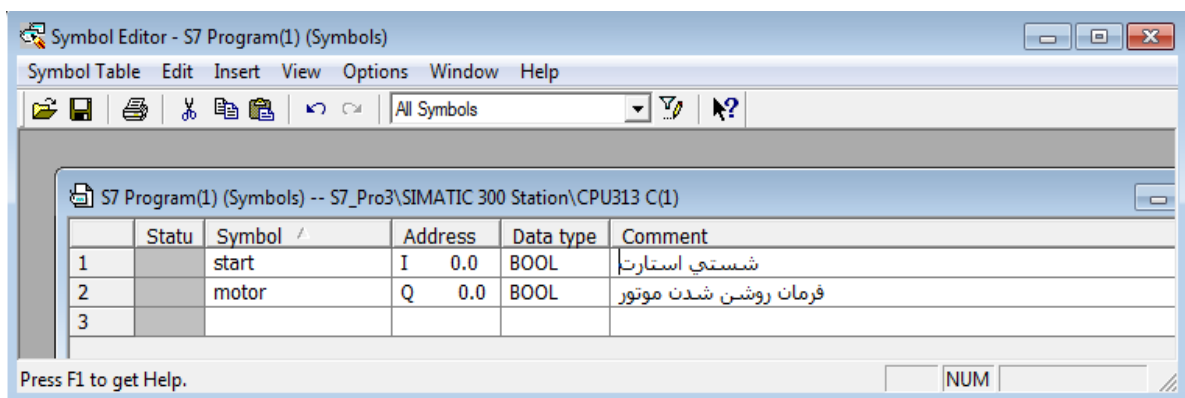 Symbol Editor - S7 Program(1) (Symbols)
Symbol Table Edit Insert View Options Window Help
All Symbols
S7 Program(1) (Symbols) -- S7_Pro3\SIMATIC 300 Station\CPU313 C(1)
Statu Symbol Address Data type Comment
1 start I 0.0 BOOL شستي استارت
2 motor Q 0.0 BOOL فرمان روشن شدن موتور
3
Press F1 to get Help. NUM